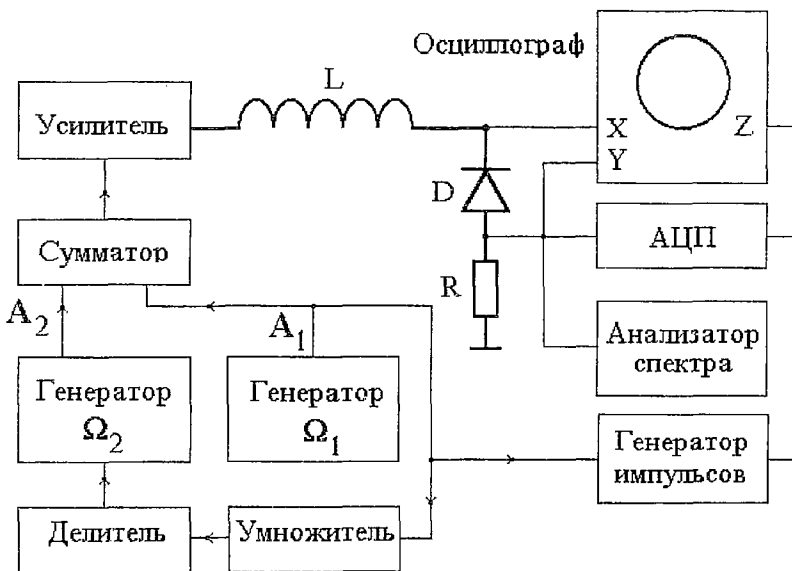 Осциллограф
L
Усилитель
X
Z
Y
D
АЦП
Сумматор
R
A₂
A₁
Анализатор
спектра
Генератор
Ω₂
Генератор
Ω₁
Генератор
импульсов
Делитель
Умножитель